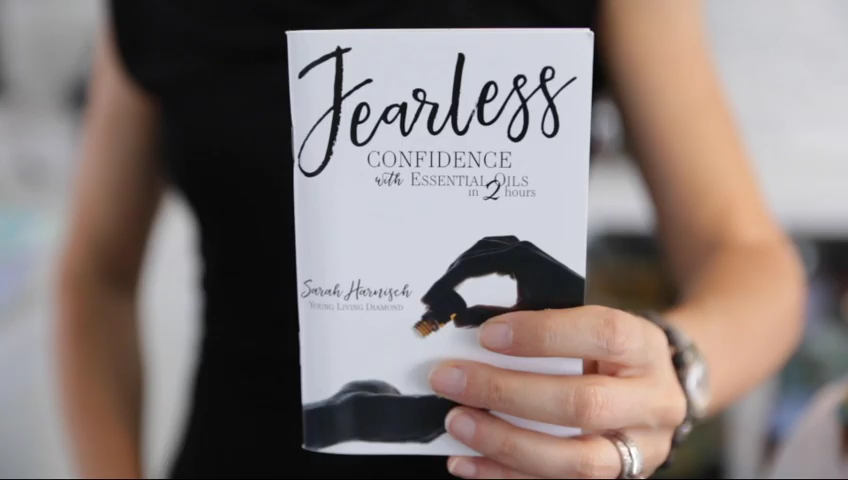 Fearless
CONFIDENCE
with ESSENTIAL OILS
in 2 hours
Sarah Harnisch
YOUNG LIVING DIAMOND